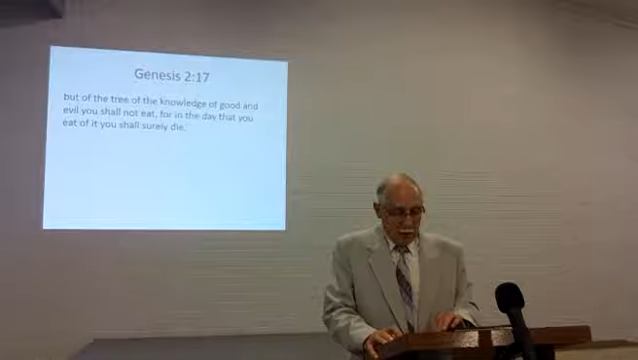 Genesis 2:17
but of the tree of the knowledge of good and
evil you shall not eat, for in the day that you
eat of it you shall surely die.